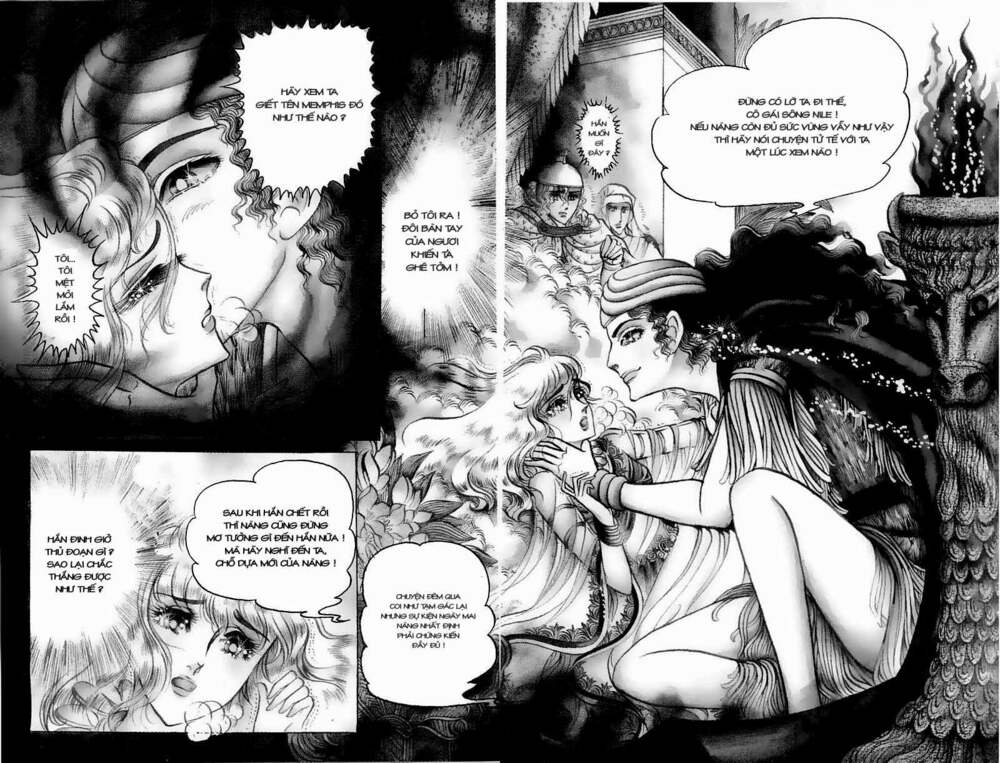 ĐỪNG CÓ LỜ TA ĐI THẾ,
CÔ GÁI SÔNG NILE !
NẾU NÀNG CÒN ĐỦ SỨC VÙNG VẪY NHƯ VẬY
THÌ HÃY NÓI CHUYỆN TỬ TẾ VỚI TA
MỘT LÚC XEM NÀO !
HẮN
MUỐN
GÌ
ĐÂY ?
BỎ TÔI RA !
ĐÔI BÀN TAY
CỦA NGƯƠI
KHIẾN TA
GHÊ TỞM !
HÃY XEM TA
GIẾT TÊN MEMPHIS ĐÓ
NHƯ THẾ NÀO ?
TÔI...
TÔI
MỆT
MỎI
LẮM
RỒI !
CHUYỆN ĐÊM QUA
COI NHƯ TẠM GÁC LẠI
NHƯNG SỰ KIỆN NGÀY MAI
NÀNG NHẤT ĐỊNH
PHẢI CHỨNG KIẾN
ĐẦY ĐỦ !
SAU KHI HẮN CHẾT RỒI
THÌ NÀNG CŨNG ĐỪNG
MƠ TƯỞNG GÌ ĐẾN HẮN NỮA !
MÀ HÃY NGHĨ ĐẾN TA,
CHỖ DỰA MỚI CỦA NÀNG !
HẮN ĐỊNH GIỞ
THỦ ĐOẠN GÌ ?
SAO LẠI CHẮC
THẮNG ĐƯỢC
NHƯ THẾ ?